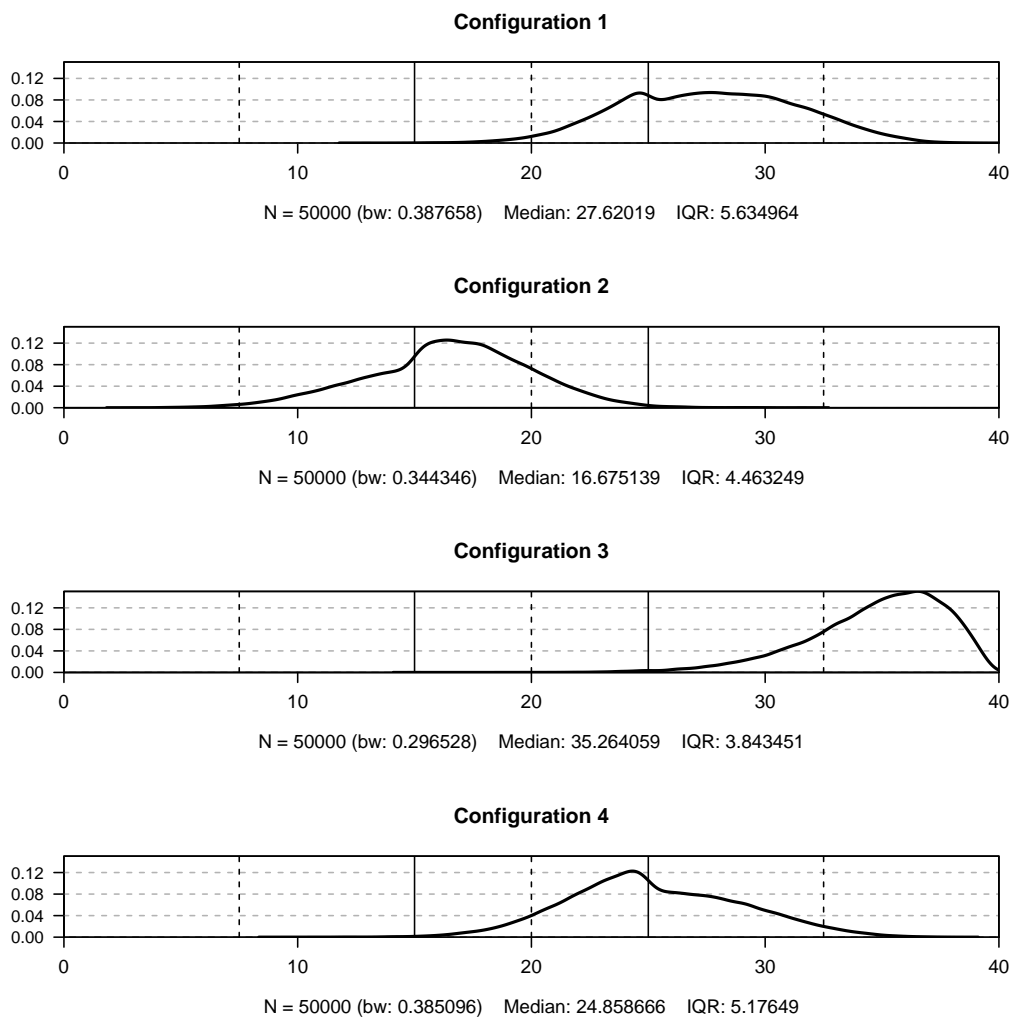 Configuration 1
0.12
0.08
0.04
0.00
0 10 20 30 40
N = 50000 (bw: 0.387658) Median: 27.62019 IQR: 5.634964
Configuration 2
0.12
0.08
0.04
0.00
0 10 20 30 40
N = 50000 (bw: 0.344346) Median: 16.675139 IQR: 4.463249
Configuration 3
0.12
0.08
0.04
0.00
0 10 20 30 40
N = 50000 (bw: 0.296528) Median: 35.264059 IQR: 3.843451
Configuration 4
0.12
0.08
0.04
0.00
0 10 20 30 40
N = 50000 (bw: 0.385096) Median: 24.858666 IQR: 5.17649